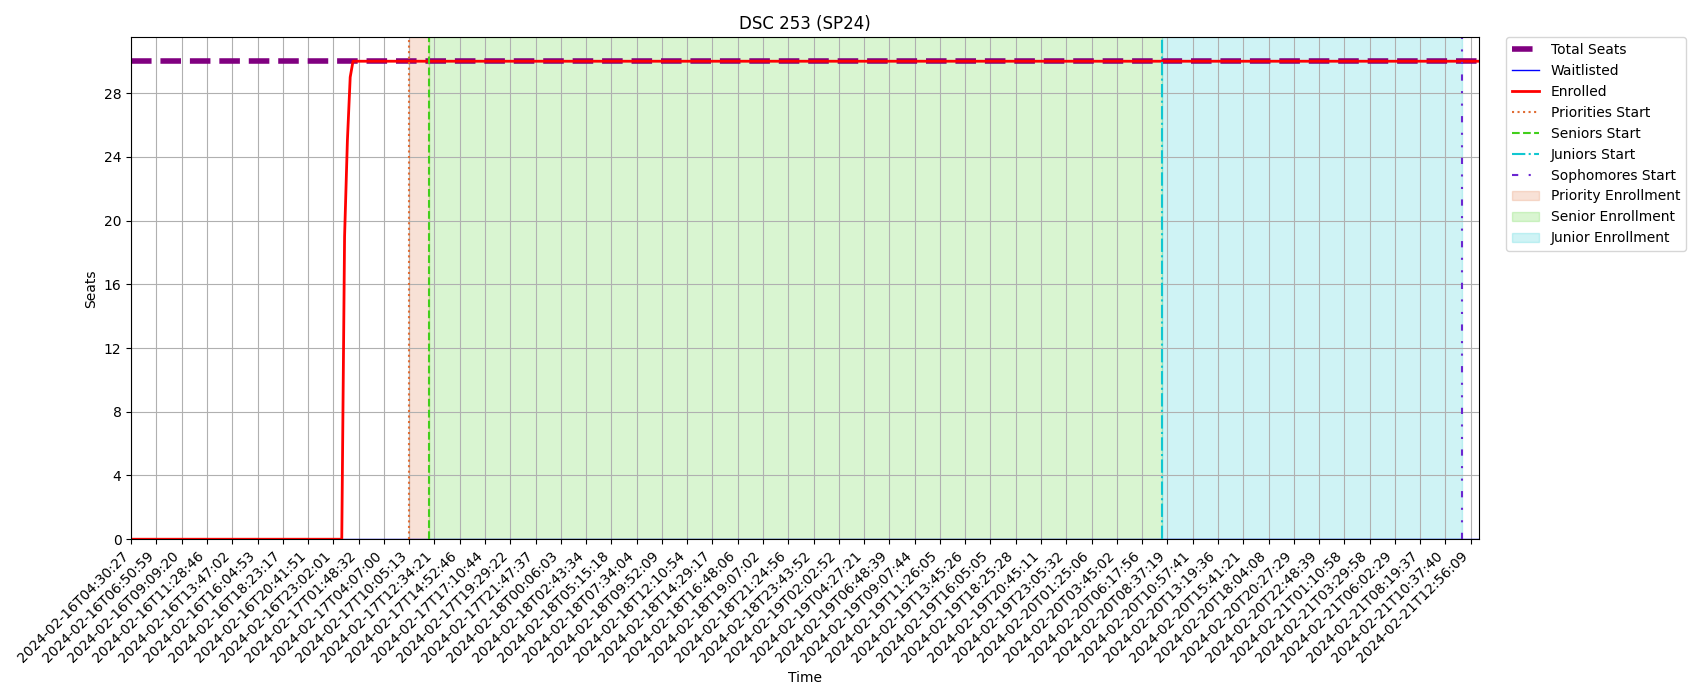 DSC 253 (SP24)
Total Seats
Waitlisted
Enrolled
Priorities Start
Seniors Start
Juniors Start
Sophomores Start
Priority Enrollment
Senior Enrollment
Junior Enrollment
Seats
28
24
20
16
12
8
4
0
2024-02-16T04:30:27
2024-02-16T06:50:59
2024-02-16T09:09:20
2024-02-16T11:28:46
2024-02-16T13:47:02
2024-02-16T16:04:53
2024-02-16T18:23:17
2024-02-16T20:41:51
2024-02-16T23:02:01
2024-02-17T01:48:32
2024-02-17T04:07:00
2024-02-17T10:05:13
2024-02-17T12:34:21
2024-02-17T14:52:46
2024-02-17T17:10:44
2024-02-17T19:29:22
2024-02-17T21:47:37
2024-02-18T00:06:03
2024-02-18T02:43:34
2024-02-18T05:15:18
2024-02-18T07:34:04
2024-02-18T09:52:09
2024-02-18T12:10:54
2024-02-18T14:29:17
2024-02-18T16:48:06
2024-02-18T19:07:02
2024-02-18T21:24:56
2024-02-18T23:43:52
2024-02-19T02:02:52
2024-02-19T04:27:21
2024-02-19T06:48:39
2024-02-19T09:07:44
2024-02-19T11:26:05
2024-02-19T13:45:26
2024-02-19T16:05:05
2024-02-19T18:25:28
2024-02-19T20:45:11
2024-02-19T23:05:32
2024-02-20T01:25:06
2024-02-20T03:45:02
2024-02-20T06:17:56
2024-02-20T08:37:19
2024-02-20T10:57:41
2024-02-20T13:19:36
2024-02-20T15:41:21
2024-02-20T18:04:08
2024-02-20T20:27:29
2024-02-20T22:48:39
2024-02-21T01:10:58
2024-02-21T03:29:58
2024-02-21T06:02:29
2024-02-21T08:19:37
2024-02-21T10:37:40
2024-02-21T12:56:09
Time